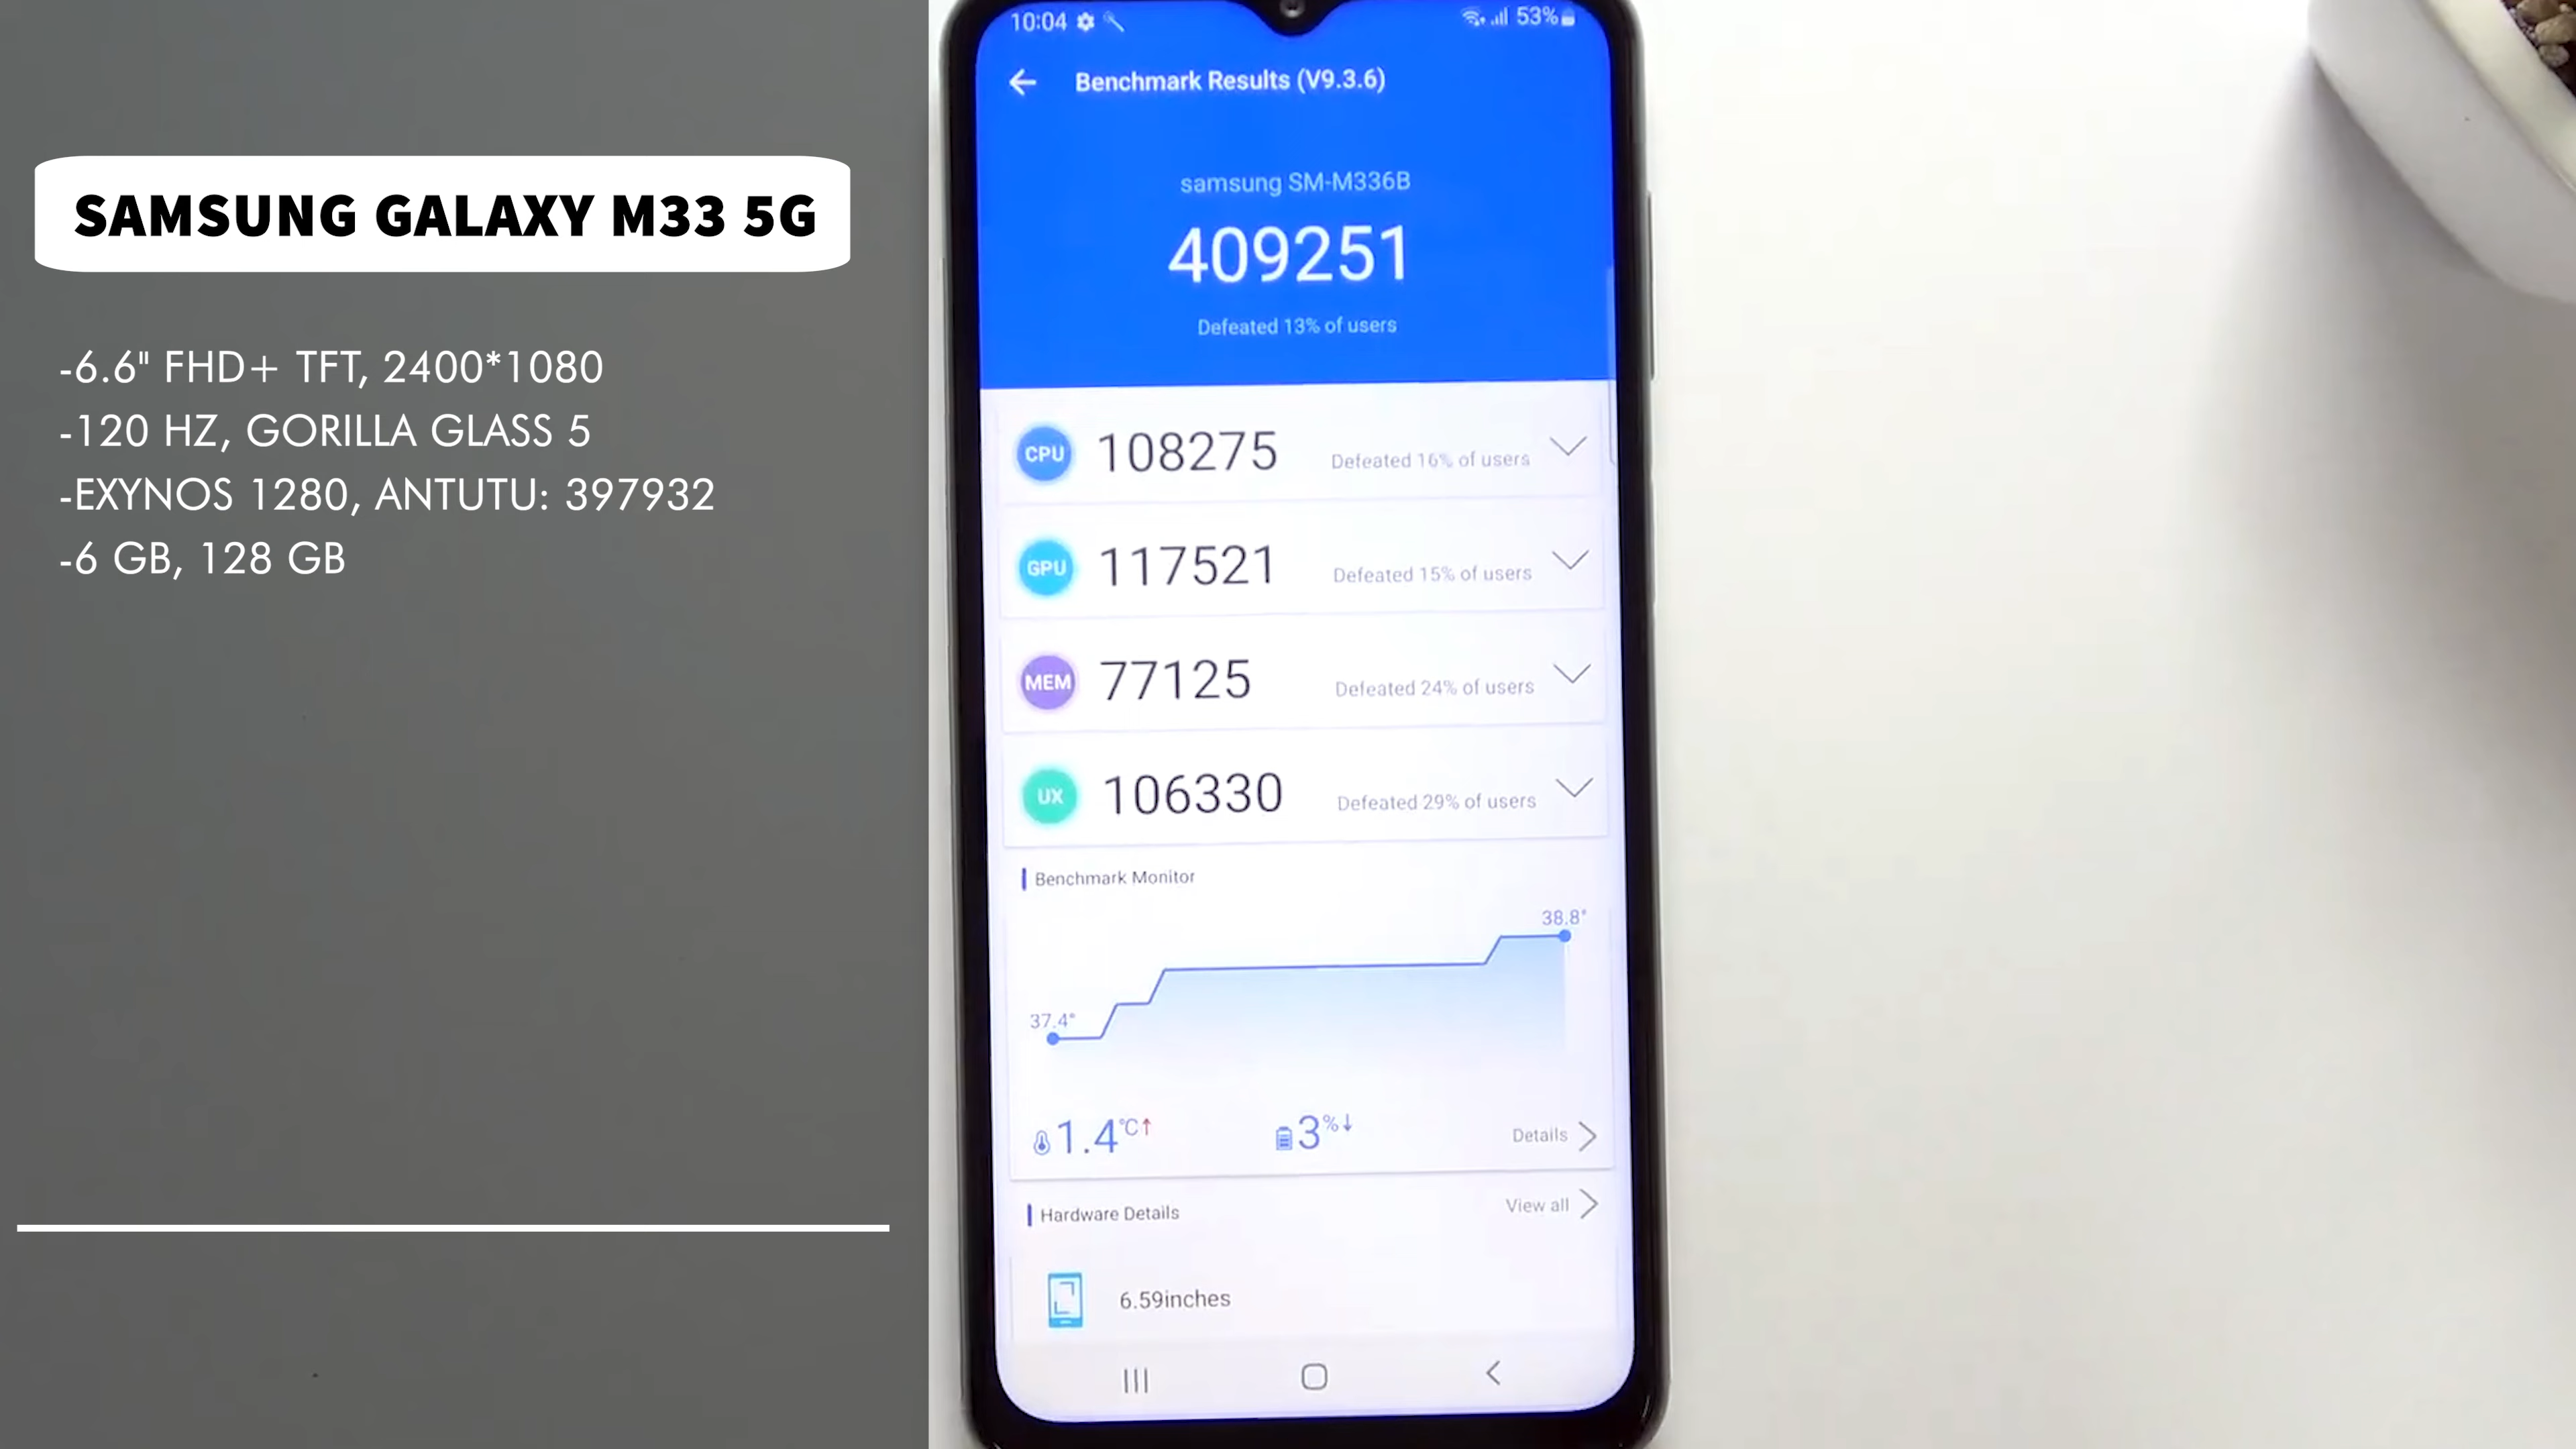 SAMSUNG GALAXY M33 5G
-6.6" FHD+ TFT, 2400*1080
-120 HZ, GORILLA GLASS 5
-EXYNOS 1280, ANTUTU: 397932
-6 GB, 128 GB
10:04 53%
Benchmark Results (V9.3.6)
samsung SM-M336B
409251
Defeated 13% of users
CPU 108275 Defeated 16% of users
GPU 117521 Defeated 15% of users
MEM 77125 Defeated 24% of users
UX 106330 Defeated 29% of users
Benchmark Monitor
38.8°
37.4°
1.4°C↑ 3%↓ Details
Hardware Details View all
6.59inches